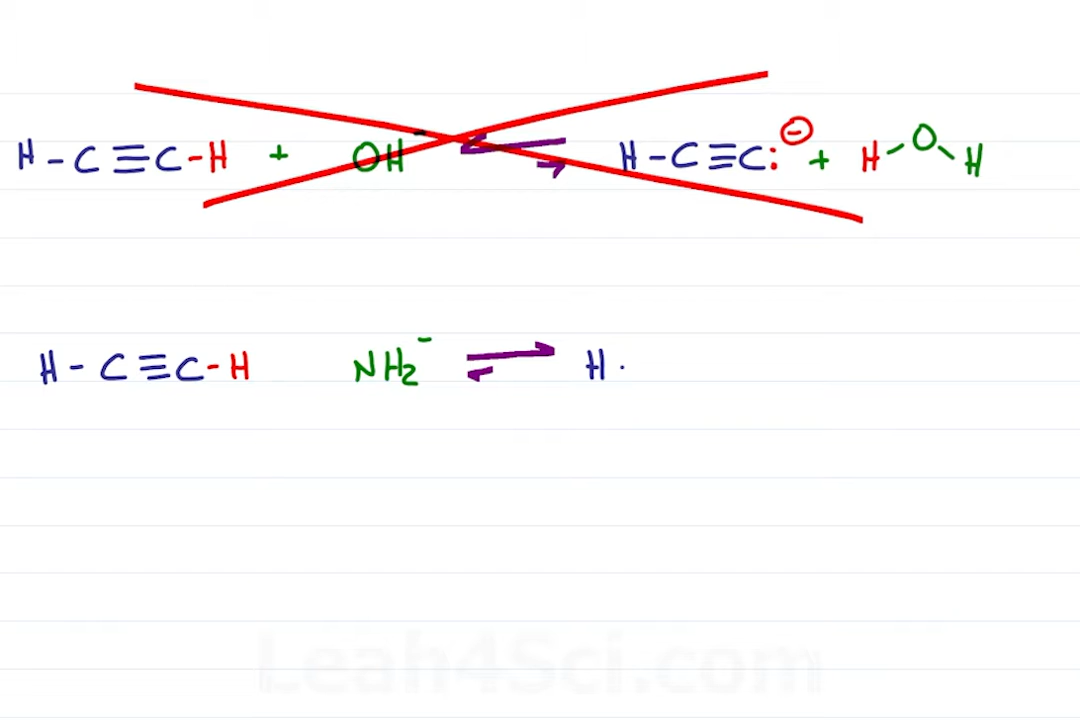 H-C≡C-H + OH⁻ ⇌ H-C≡C:⊖ + H-O-H
H-C≡C-H NH₂⁻ ⇌ H ·
Leah4Sci.com